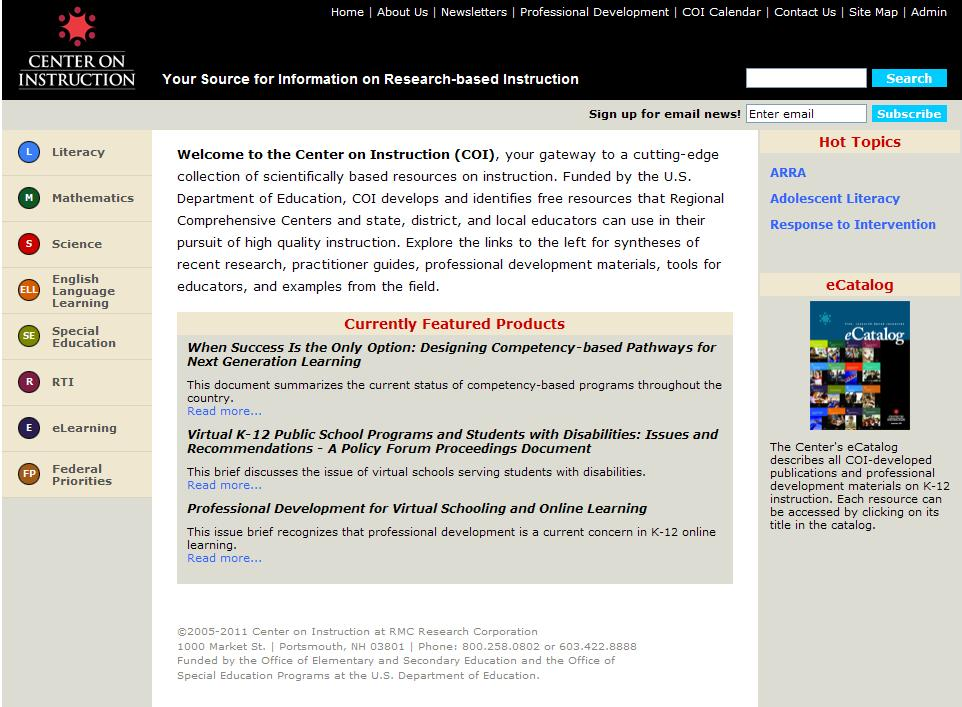 Home | About Us | Newsletters | Professional Development | COI Calendar | Contact Us | Site Map | Admin
CENTER ON
INSTRUCTION
Your Source for Information on Research-based Instruction
Search
Sign up for email news!
Enter email
Subscribe
L
Literacy
M
Mathematics
S
Science
ELL
English
Language
Learning
SE
Special
Education
R
RTI
E
eLearning
FP
Federal
Priorities
Welcome to the Center on Instruction (COI), your gateway to a cutting-edge
collection of scientifically based resources on instruction. Funded by the U.S.
Department of Education, COI develops and identifies free resources that Regional
Comprehensive Centers and state, district, and local educators can use in their
pursuit of high quality instruction. Explore the links to the left for syntheses of
recent research, practitioner guides, professional development materials, tools for
educators, and examples from the field.
Currently Featured Products
When Success Is the Only Option: Designing Competency-based Pathways for
Next Generation Learning
This document summarizes the current status of competency-based programs throughout the
country.
Read more...
Virtual K-12 Public School Programs and Students with Disabilities: Issues and
Recommendations - A Policy Forum Proceedings Document
This brief discusses the issue of virtual schools serving students with disabilities.
Read more...
Professional Development for Virtual Schooling and Online Learning
This issue brief recognizes that professional development is a current concern in K-12 online
learning.
Read more...
Hot Topics
ARRA
Adolescent Literacy
Response to Intervention
eCatalog
eCatalog
The Center's eCatalog
describes all COI-developed
publications and professional
development materials on K-12
instruction. Each resource can
be accessed by clicking on its
title in the catalog.
©2005-2011 Center on Instruction at RMC Research Corporation
1000 Market St. | Portsmouth, NH 03801 | Phone: 800.258.0802 or 603.422.8888
Funded by the Office of Elementary and Secondary Education and the Office of
Special Education Programs at the U.S. Department of Education.